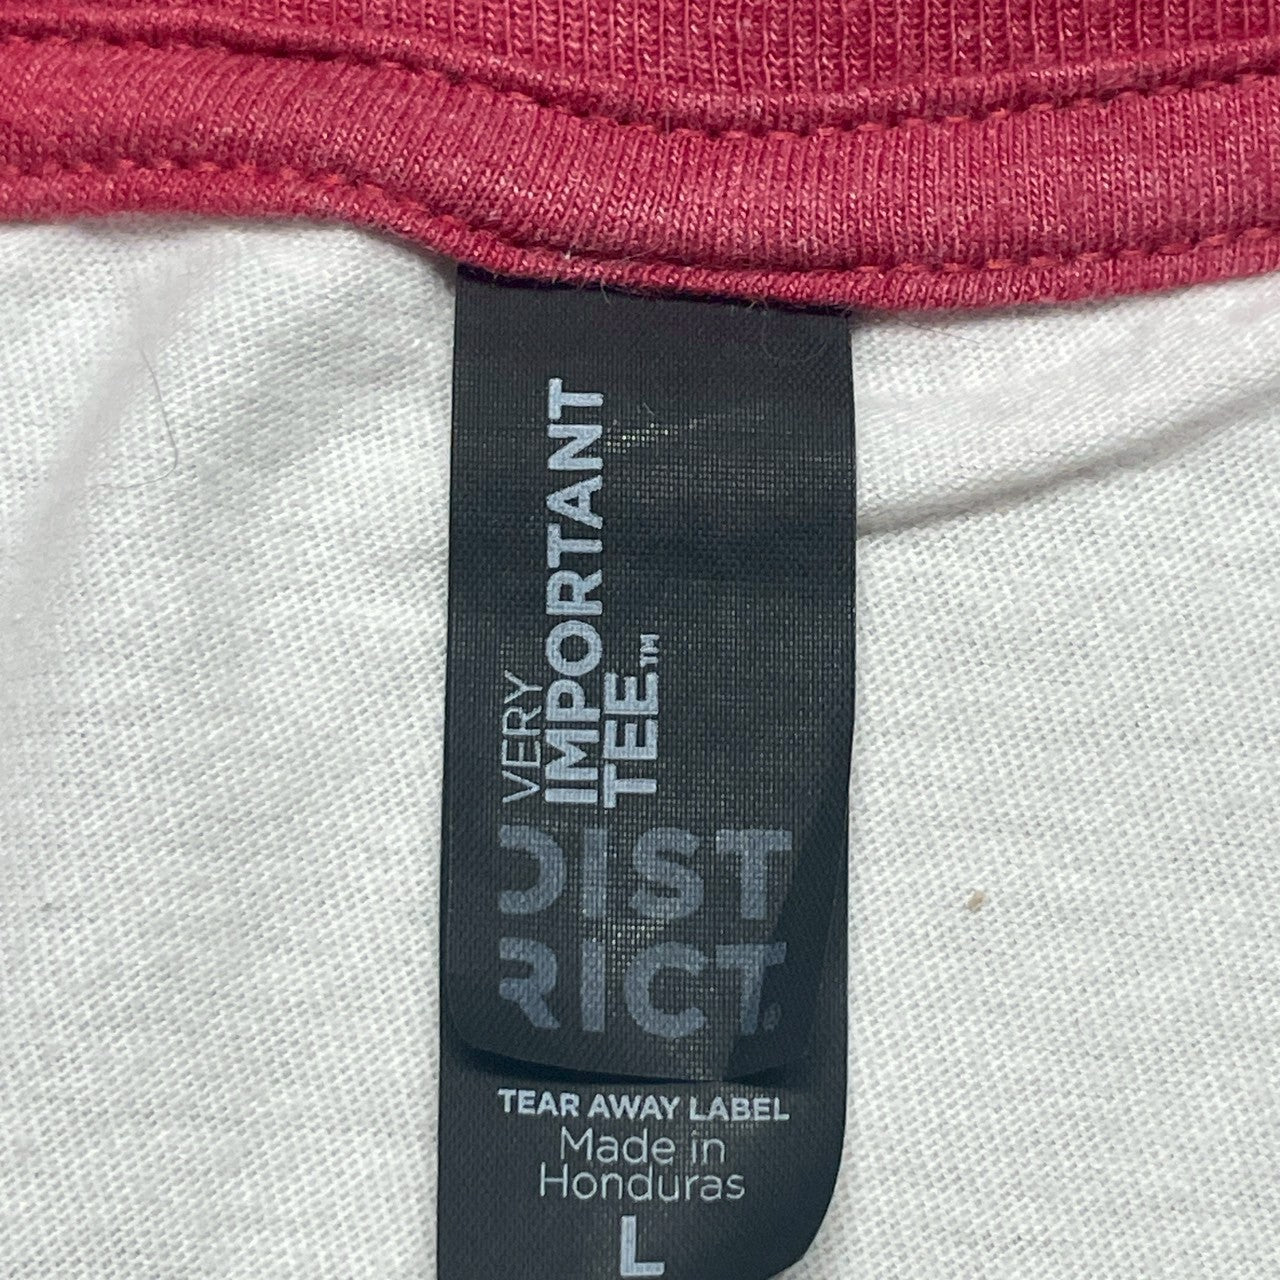 VERY
IMPORTANT
TEE™
DIST
RICT®
TEAR AWAY LABEL
Made in
Honduras
L